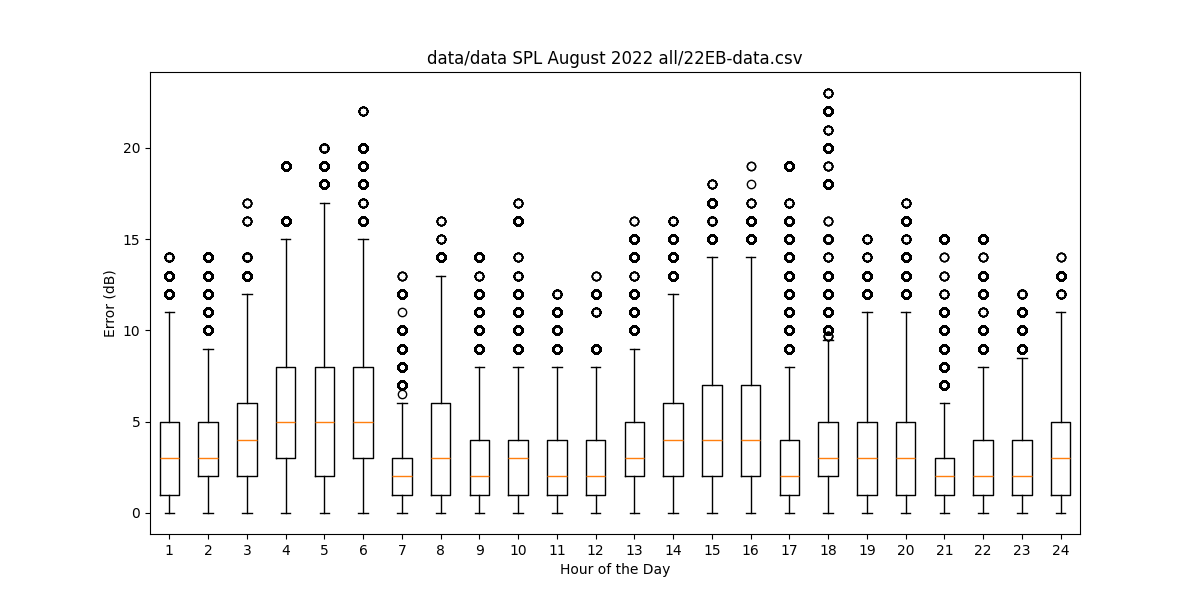 data/data SPL August 2022 all/22EB-data.csv
20
15
10
5
0
Error (dB)
1 2 3 4 5 6 7 8 9 10 11 12 13 14 15 16 17 18 19 20 21 22 23 24
Hour of the Day